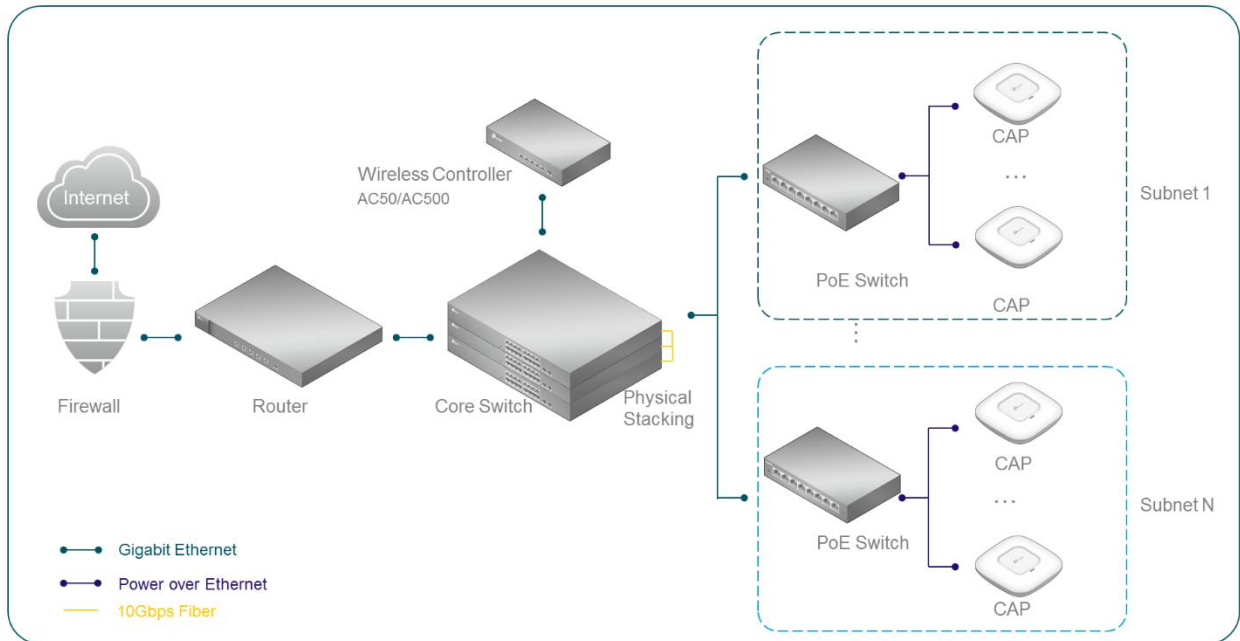 Internet
Firewall
Router
Wireless Controller
AC50/AC500
Core Switch
Physical
Stacking
PoE Switch
CAP
...
CAP
Subnet 1
...
PoE Switch
CAP
...
CAP
Subnet N
Gigabit Ethernet
Power over Ethernet
10Gbps Fiber